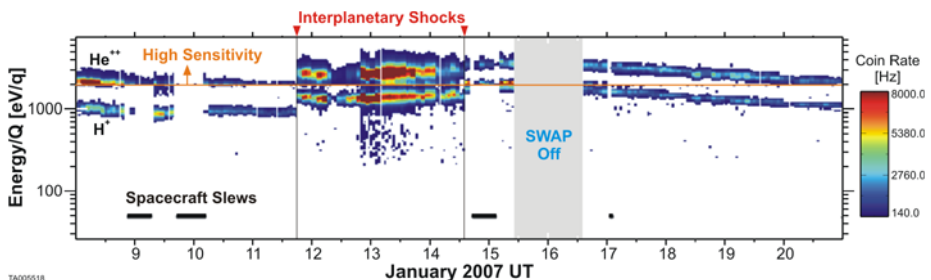 Interplanetary Shocks
He++
High Sensitivity
H+
Energy/Q [eV/q]
1000
100
Spacecraft Slews
SWAP
Off
Coin Rate
[Hz]
8000.0
5380.0
2760.0
140.0
9 10 11 12 13 14 15 16 17 18 19 20
January 2007 UT
TA005518